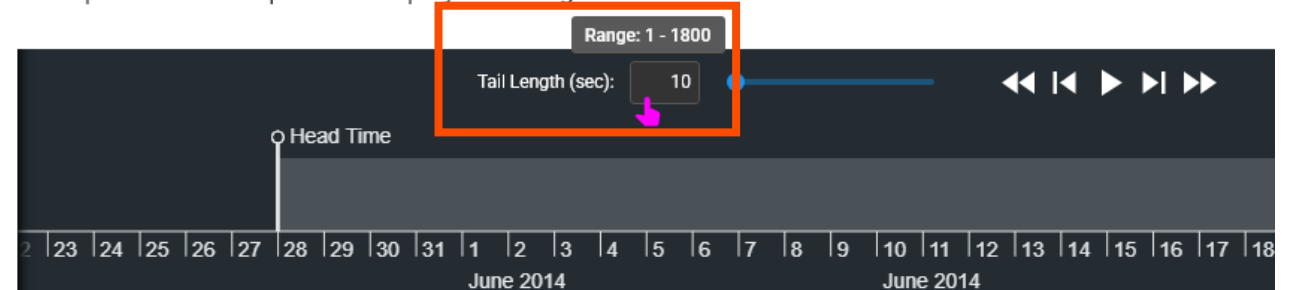 Range: 1 - 1800
Tail Length (sec): 10
Head Time
2 23 24 25 26 27 28 29 30 31 1 2 3 4 5 6 7 8 9 10 11 12 13 14 15 16 17 18
June 2014 June 2014